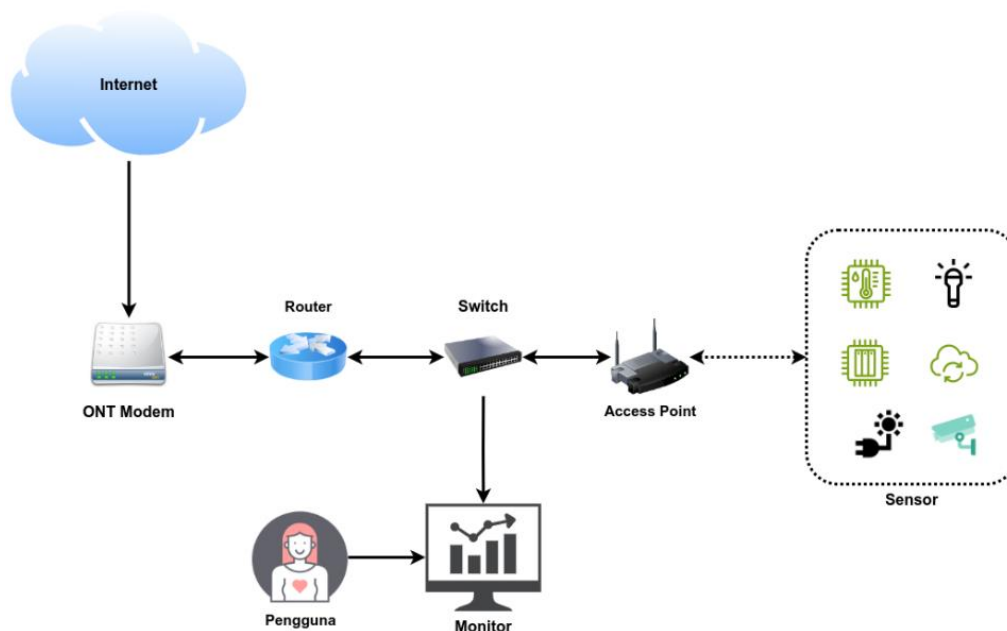 Internet
Router
Switch
ONT Modem
Access Point
Sensor
Pengguna
Monitor